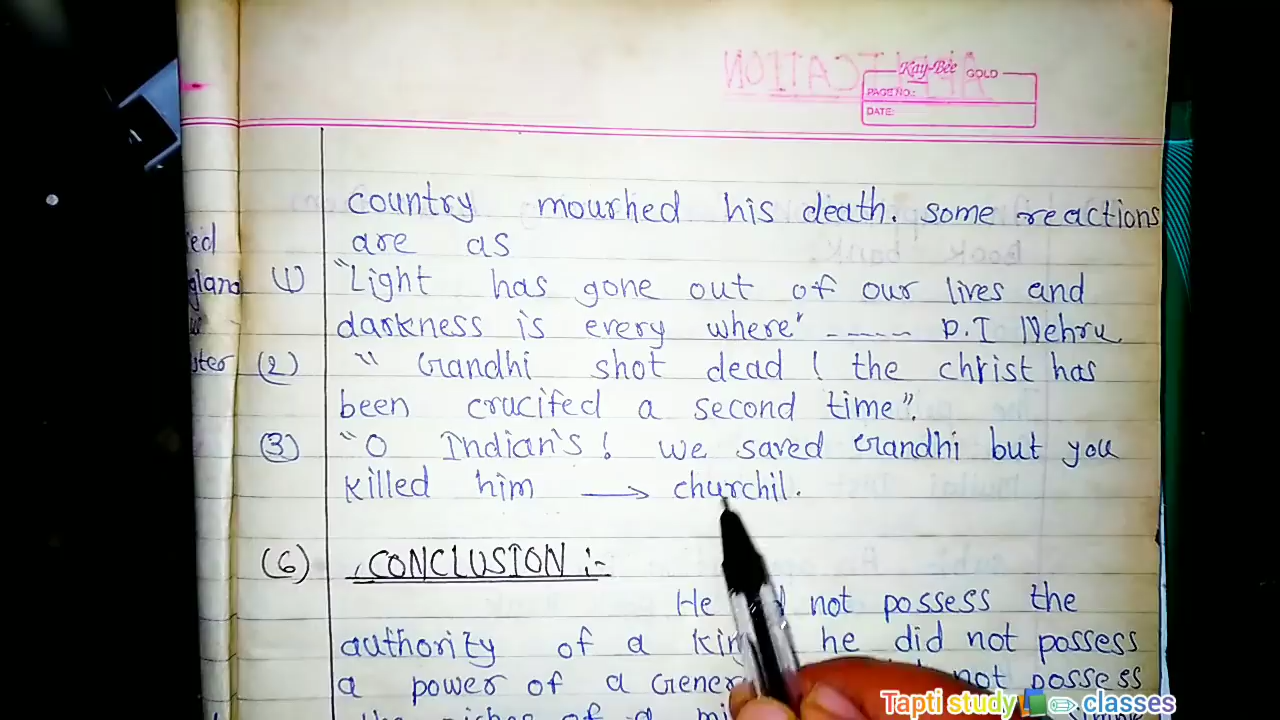 Kay-Bee GOLD
PAGE NO.:
DATE:
country mourhed his death. some reactions
are as
(1) "Light has gone out of our lives and
darkness is every where" ----- P.I Nehru
(2) " Gandhi shot dead ! the christ has
been crucifed a second time".
(3) "O Indian's! we saved Gandhi but you
killed him → churchil.
(6) CONCLUSION :-
He not possess the
authority of a he did not possess
a power of a Gener not possess
Tapti study classes